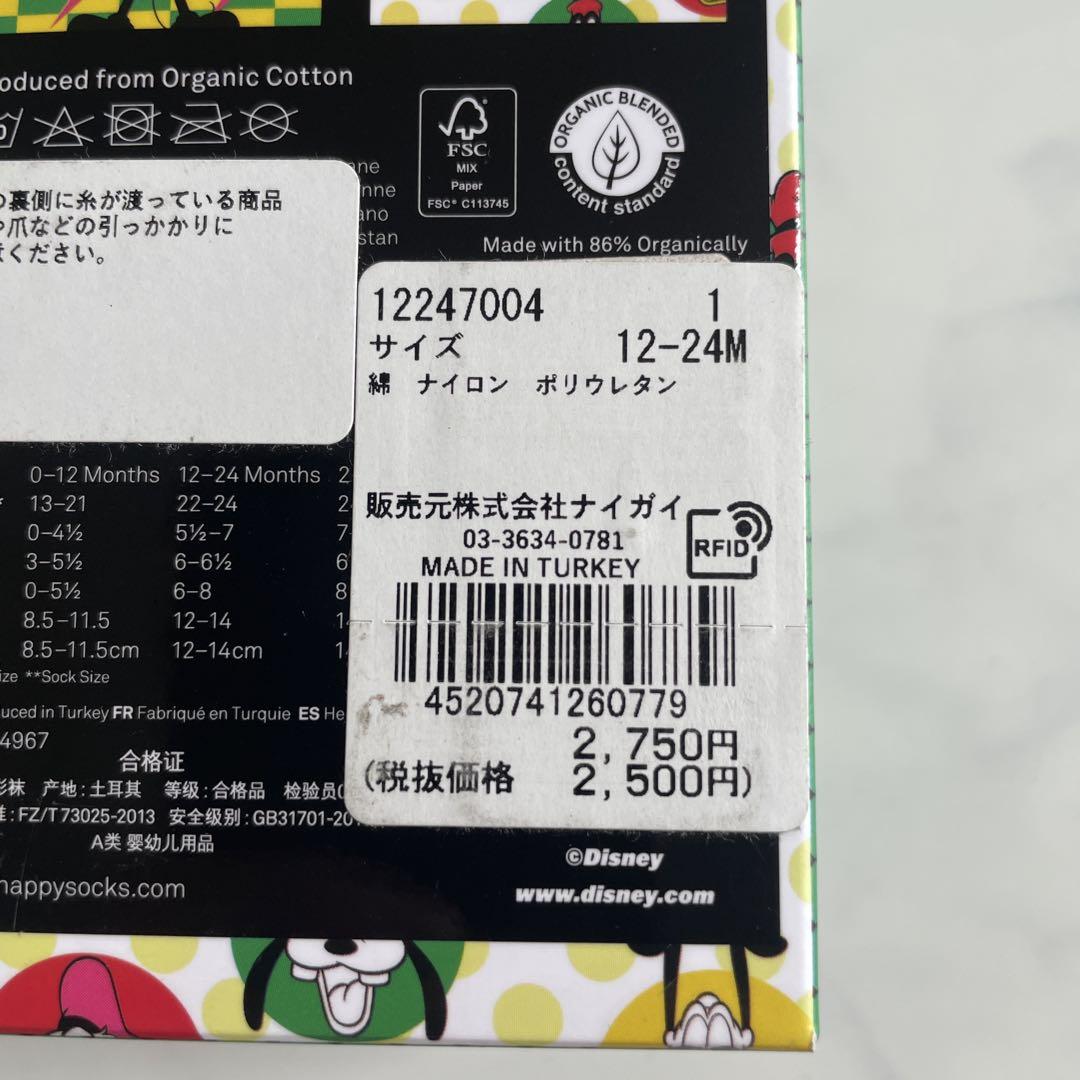 oduced from Organic Cotton
FSC
MIX
Paper
FSC® C113745
ORGANIC BLENDED
content standard
Made with 86% Organically
の裏側に糸が渡っている商品
や爪などの引っかかりに
ください。
12247004 1
サイズ 12-24M
綿 ナイロン ポリウレタン
販売元株式会社ナイガイ
03-3634-0781
RFID
MADE IN TURKEY
4520741260779
2,750円
(税抜価格 2,500円)
0–12 Months 12–24 Months
13–21 22–24
0–4½ 5½–7
3–5½ 6–6½
0–5½ 6–8
8.5–11.5 12–14
8.5–11.5cm 12–14cm
ize **Sock Size
uced in Turkey FR Fabriqué en Turquie ES He
4967
合格证
袜 产地:土耳其 等级:合格品 检验员
:FZ/T 73025-2013 安全级别:GB31701-20
A类 婴幼儿用品
happysocks.com
©Disney
www.disney.com